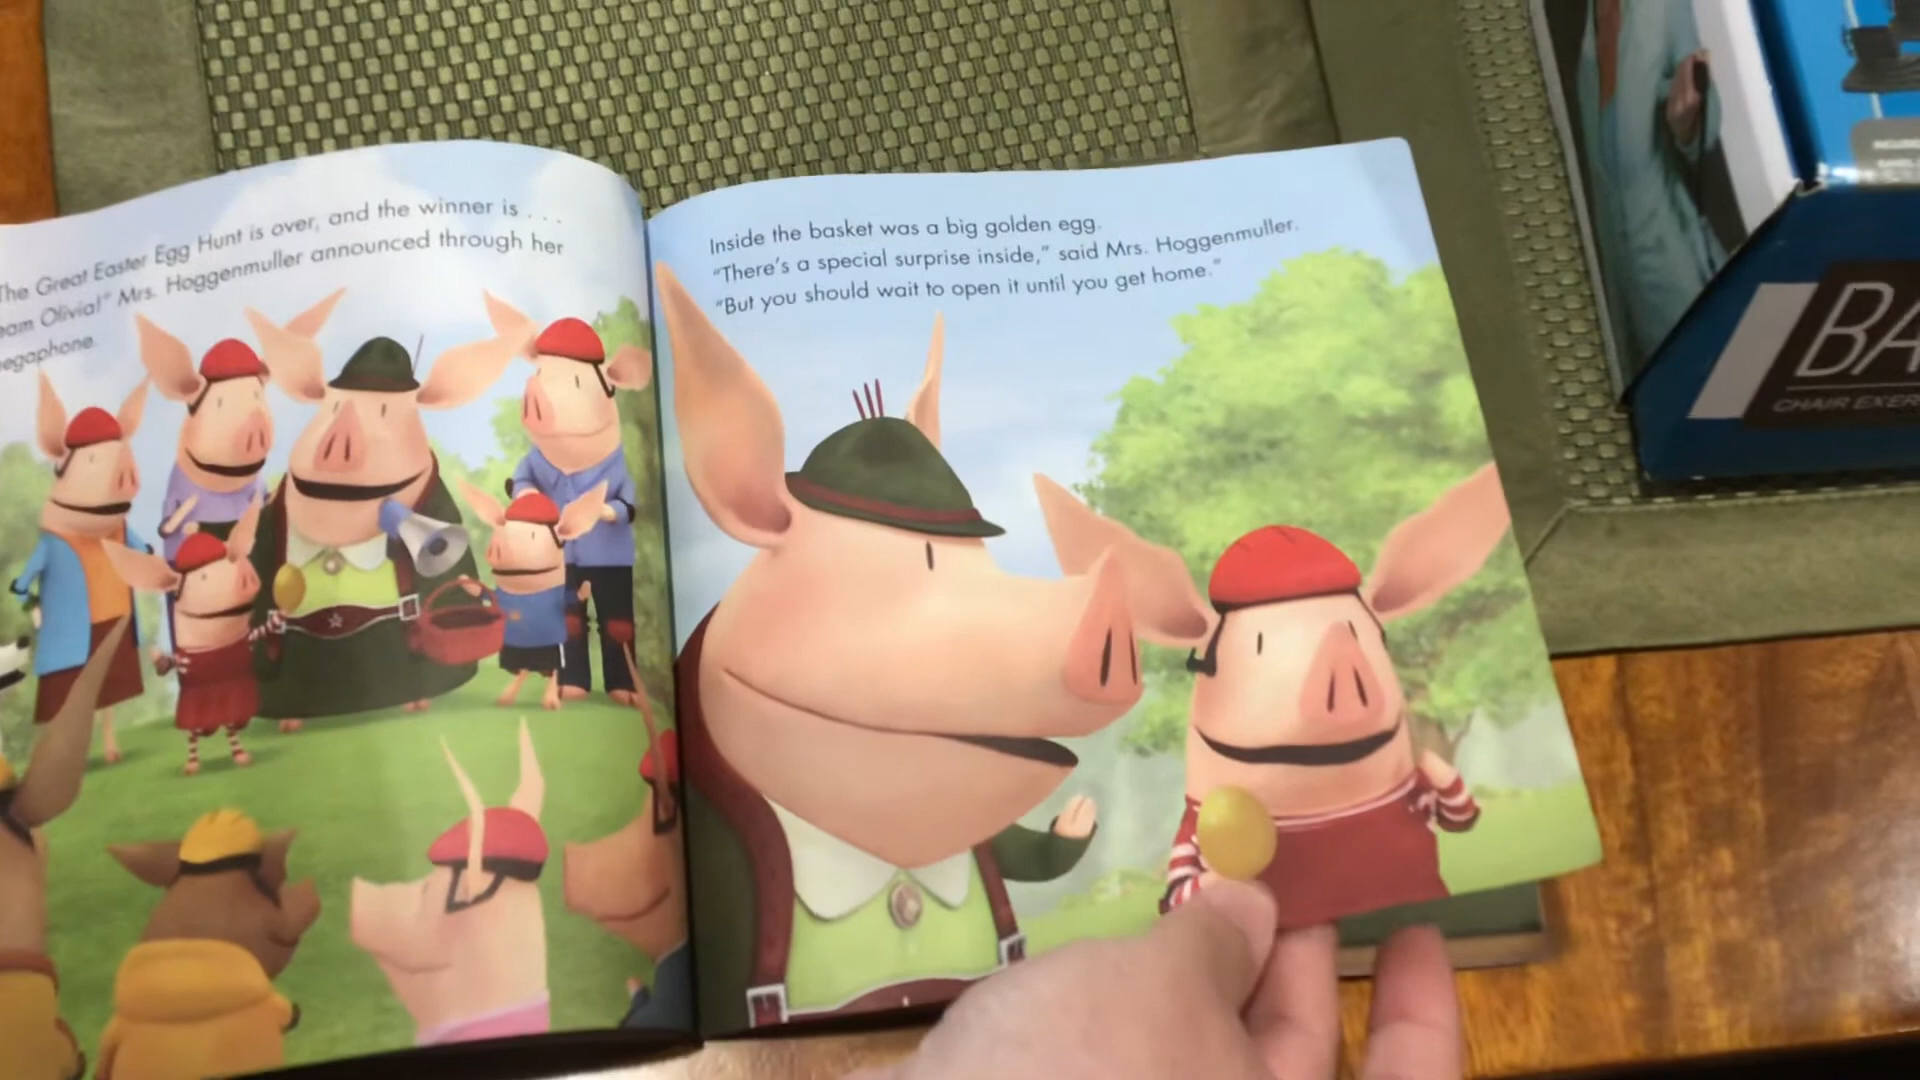 The Great Easter Egg Hunt is over, and the winner is . . .
eam Olivia!" Mrs. Hoggenmuller announced through her
egaphone.
Inside the basket was a big golden egg.
"There's a special surprise inside," said Mrs. Hoggenmuller.
"But you should wait to open it until you get home."
BA
CHAIR EXER